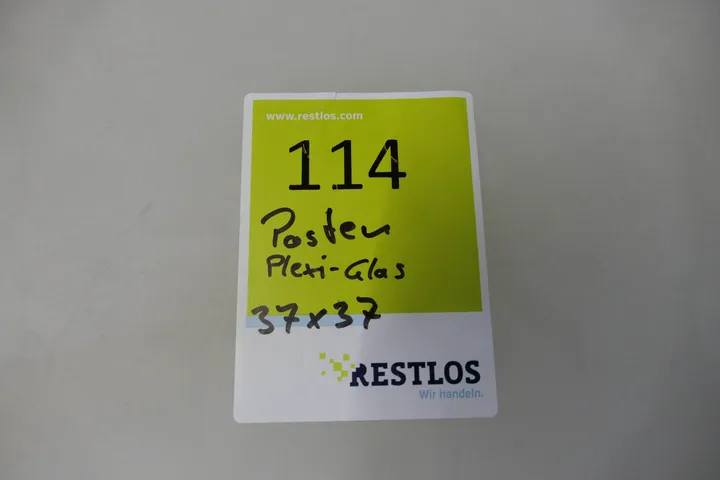 www.restlos.com
114
Posten
Plexi-Glas
37x37
RESTLOS
Wir handeln.